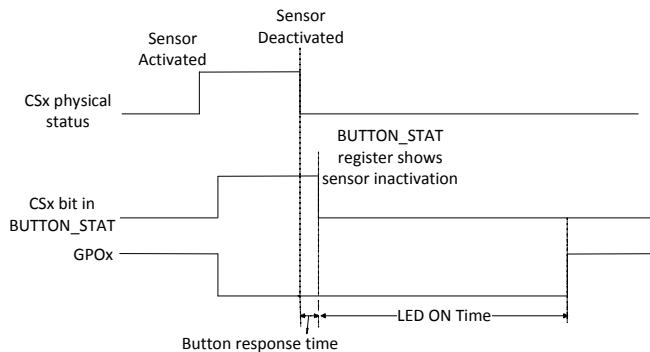 Sensor
Deactivated
Sensor
Activated
CSx physical
status
BUTTON_STAT
register shows
sensor inactivation
CSx bit in
BUTTON_STAT
GPOx
LED ON Time
Button response time